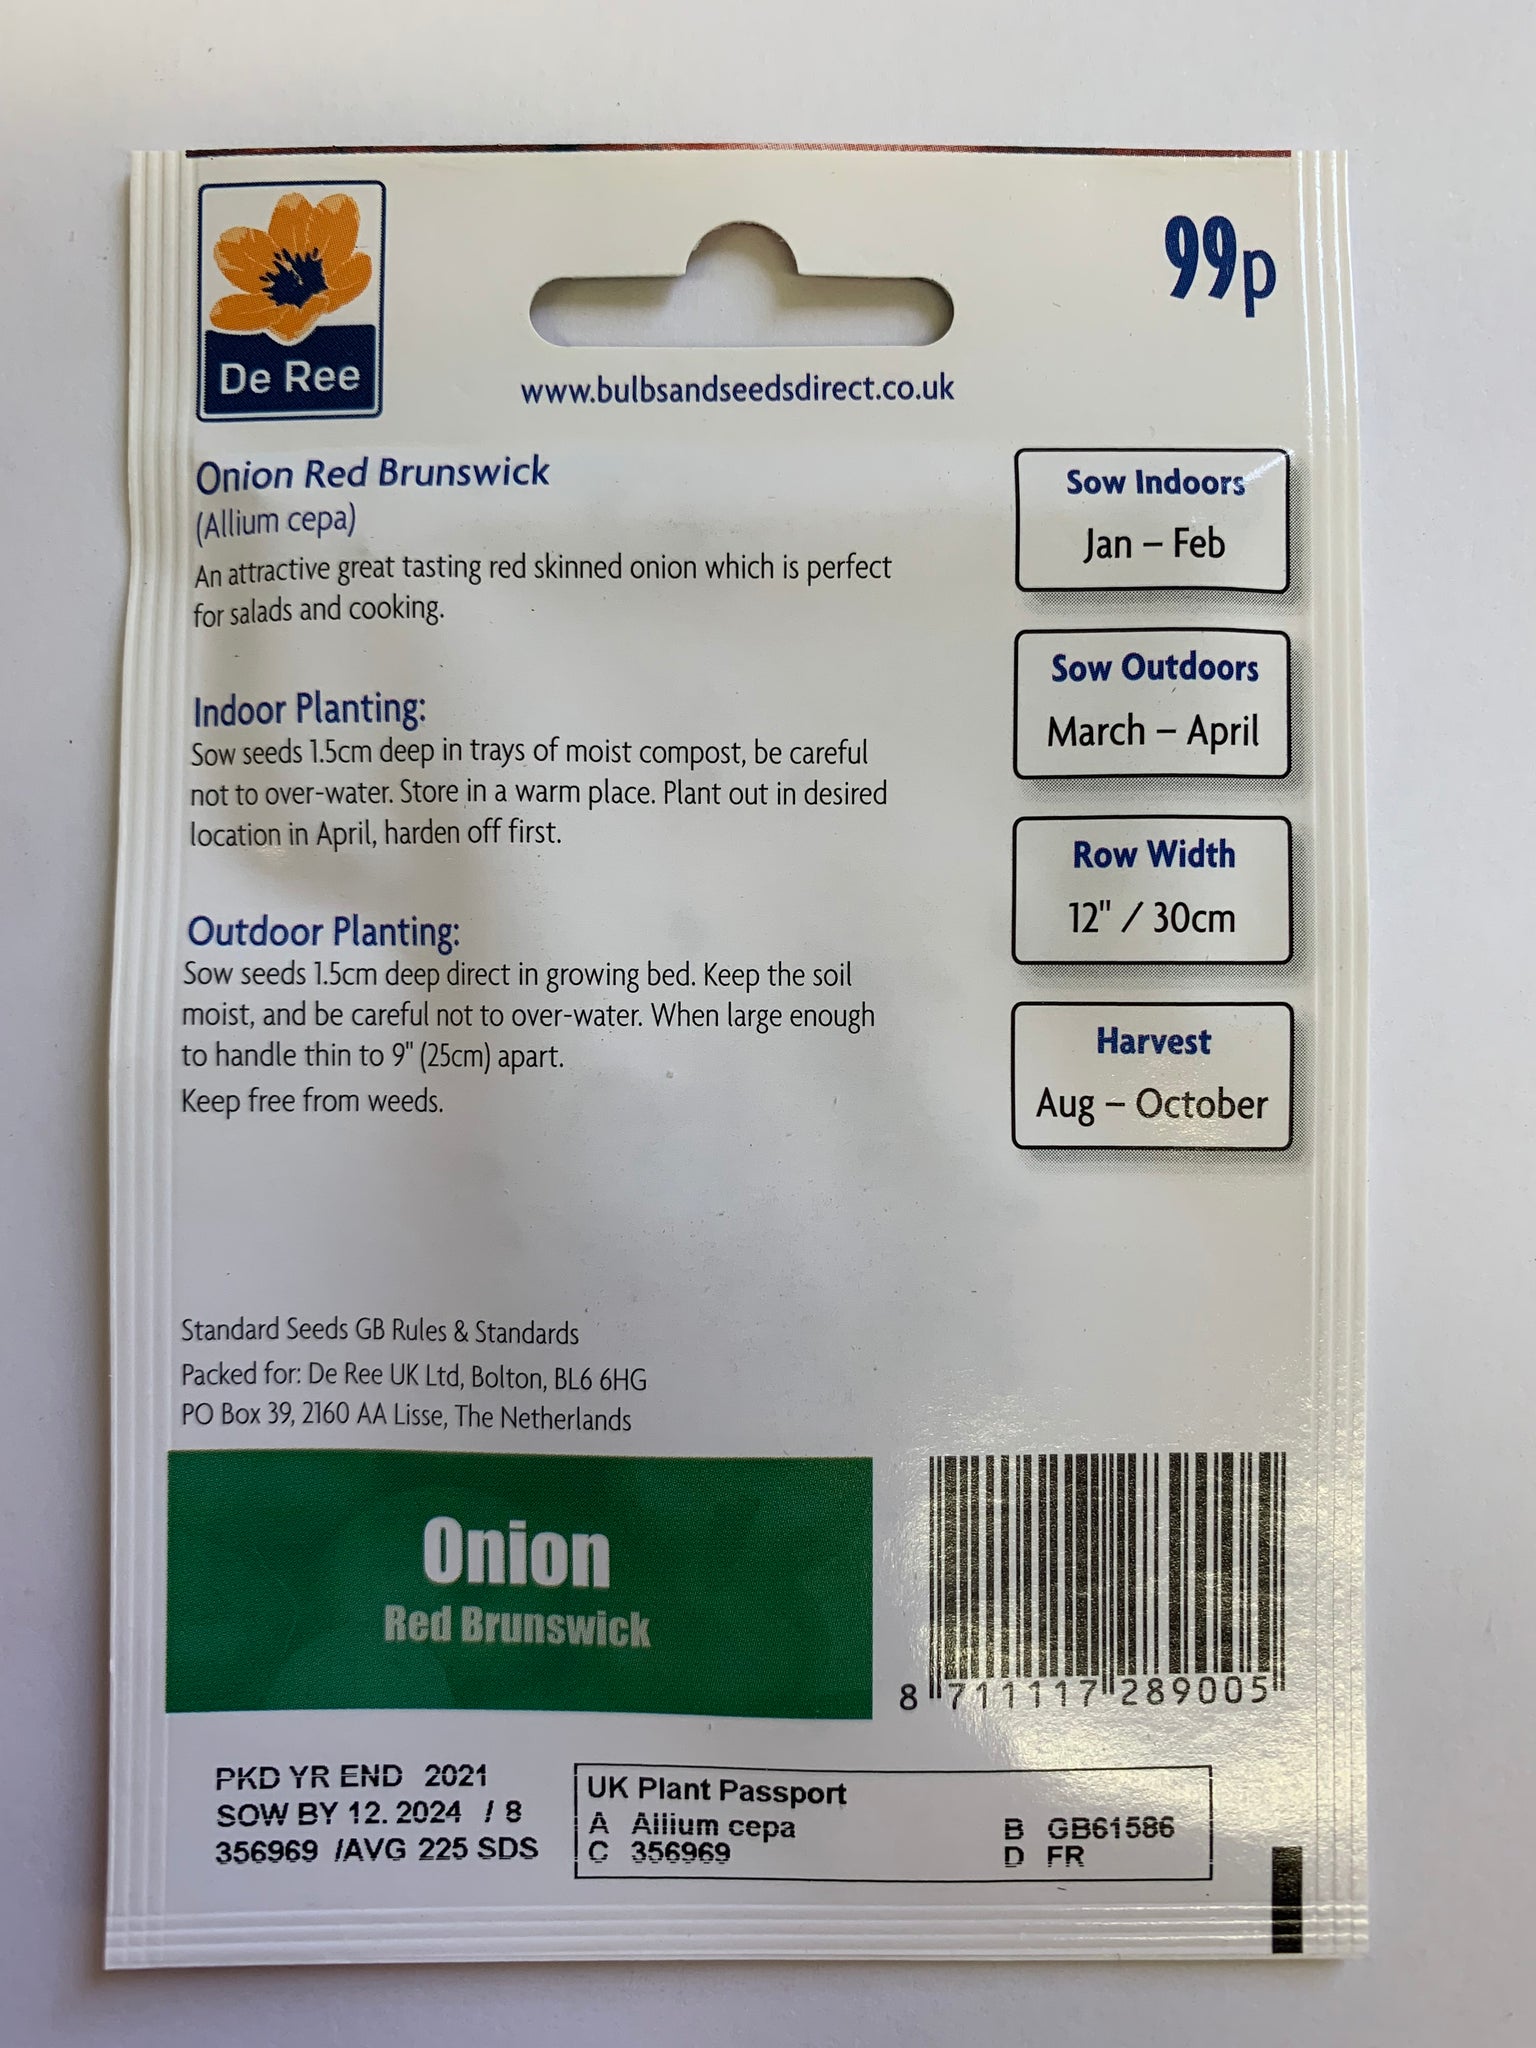 99p
De Ree
www.bulbsandseedsdirect.co.uk
Onion Red Brunswick
(Allium cepa)
An attractive great tasting red skinned onion which is perfect
for salads and cooking.
Indoor Planting:
Sow seeds 1.5cm deep in trays of moist compost, be careful
not to over-water. Store in a warm place. Plant out in desired
location in April, harden off first.
Outdoor Planting:
Sow seeds 1.5cm deep direct in growing bed. Keep the soil
moist, and be careful not to over-water. When large enough
to handle thin to 9" (25cm) apart.
Keep free from weeds.
Sow Indoors
Jan – Feb
Sow Outdoors
March – April
Row Width
12" / 30cm
Harvest
Aug – October
Standard Seeds GB Rules & Standards
Packed for: De Ree UK Ltd, Bolton, BL6 6HG
PO Box 39, 2160 AA Lisse, The Netherlands
Onion
Red Brunswick
8 711117 289005
PKD YR END 2021
SOW BY 12. 2024 / 8
356969 /AVG 225 SDS
UK Plant Passport
A Allium cepa B GB61586
C 356969 D FR